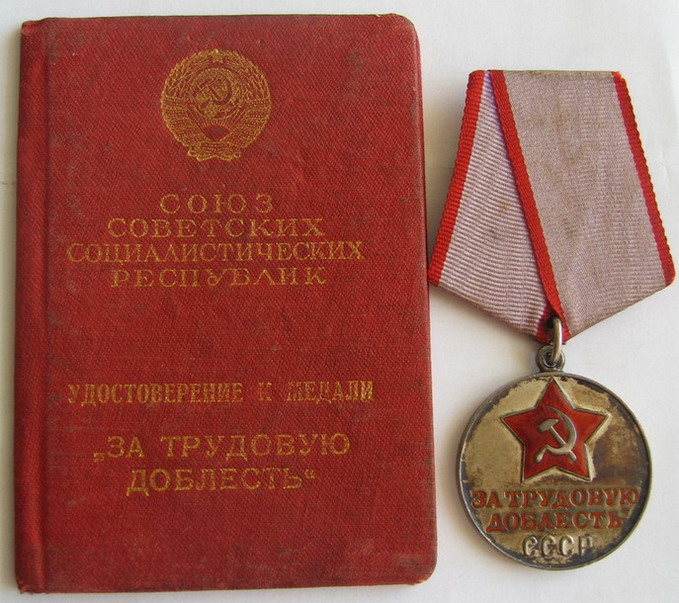 СОЮЗ
СОВЕТСКИХ
СОЦИАЛИСТИЧЕСКИХ
РЕСПУБЛИК
УДОСТОВЕРЕНИЕ К МЕДАЛИ
„ЗА ТРУДОВУЮ
ДОБЛЕСТЬ“
ЗА ТРУДОВУЮ
ДОБЛЕСТЬ
СССР